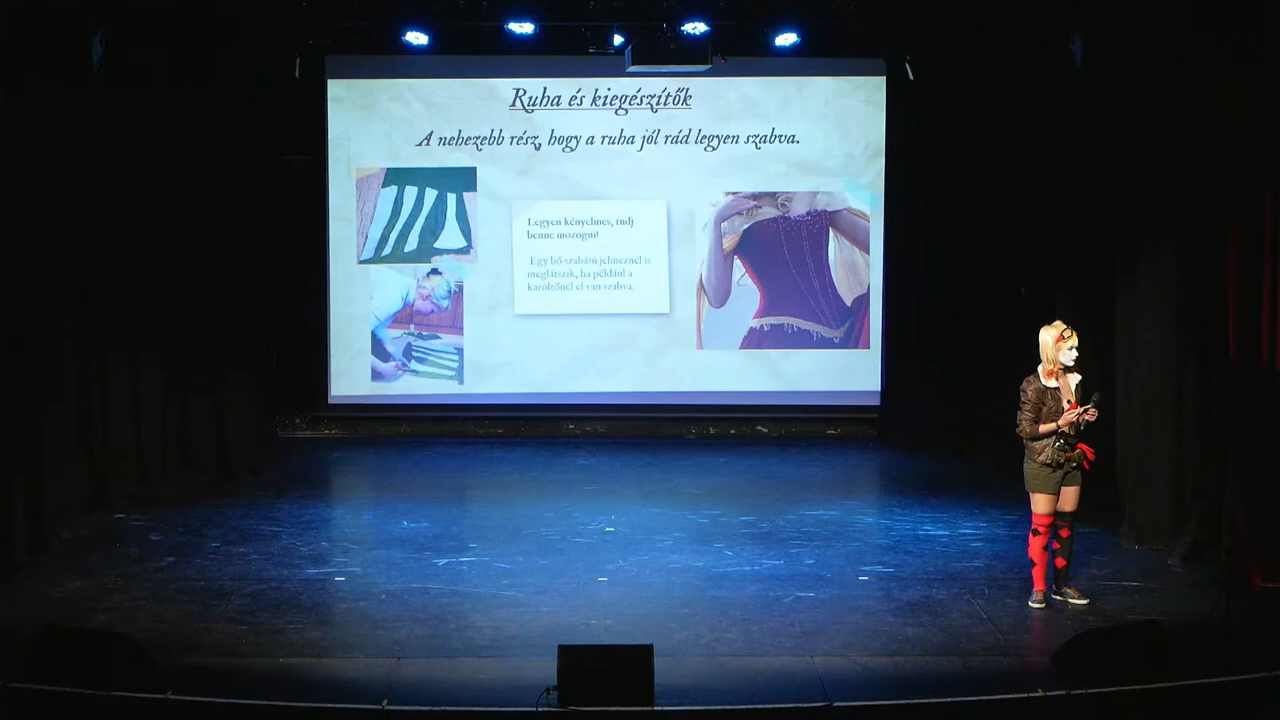 Ruha és kiegészítők
A nehezebb rész, hogy a ruha jól rád legyen szabva.
Legyen kényelmes, tudj
benne mozogni!
Egy bő szabású jelmeznél is
meglátszik, ha például a
karöltőnél el van szabva.